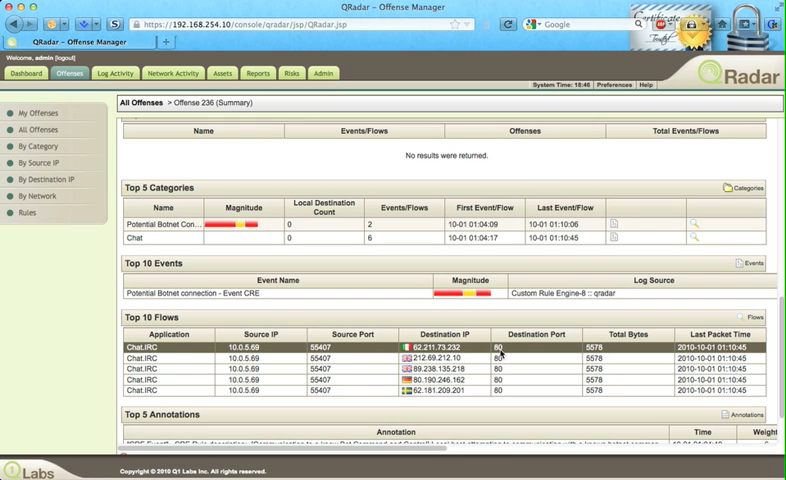 QRadar - Offense Manager
https://192.168.254.10/console/qradar/jsp/QRadar.jsp
Google
QRadar - Offense Manager
Welcome, admin [logout]
Dashboard Offenses Log Activity Network Activity Assets Reports Risks Admin
QRadar
System Time: 15:46 Preferences Help
All Offenses > Offense 236 (Summary)
My Offenses
All Offenses
By Category
By Source IP
By Destination IP
By Network
Rules
Name Events/Flows Offenses Total Events/Flows
No results were returned.
Top 5 Categories Categories
Name Magnitude Local Destination Count Events/Flows First Event/Flow Last Event/Flow
Potential Botnet Con... 0 2 10-01 01:04:09 10-01 01:10:06
Chat 0 6 10-01 01:04:17 10-01 01:10:45
Top 10 Events Events
Event Name Magnitude Log Source
Potential Botnet connection - Event CRE Custom Rule Engine-8 :: qradar
Top 10 Flows Flows
Application Source IP Source Port Destination IP Destination Port Total Bytes Last Packet Time
Chat.IRC 10.0.5.69 55407 62.211.73.232 80 5578 2010-10-01 01:10:45
Chat.IRC 10.0.5.69 55407 212.69.212.10 80 5578 2010-10-01 01:10:45
Chat.IRC 10.0.5.69 55407 89.238.135.218 80 5578 2010-10-01 01:10:45
Chat.IRC 10.0.5.69 55407 80.190.246.162 80 5578 2010-10-01 01:10:45
Chat.IRC 10.0.5.69 55407 62.181.209.201 80 5578 2010-10-01 01:10:45
Top 5 Annotations Annotations
Annotation Time Weight
Labs
Copyright © 2010 Q1 Labs Inc. All rights reserved.